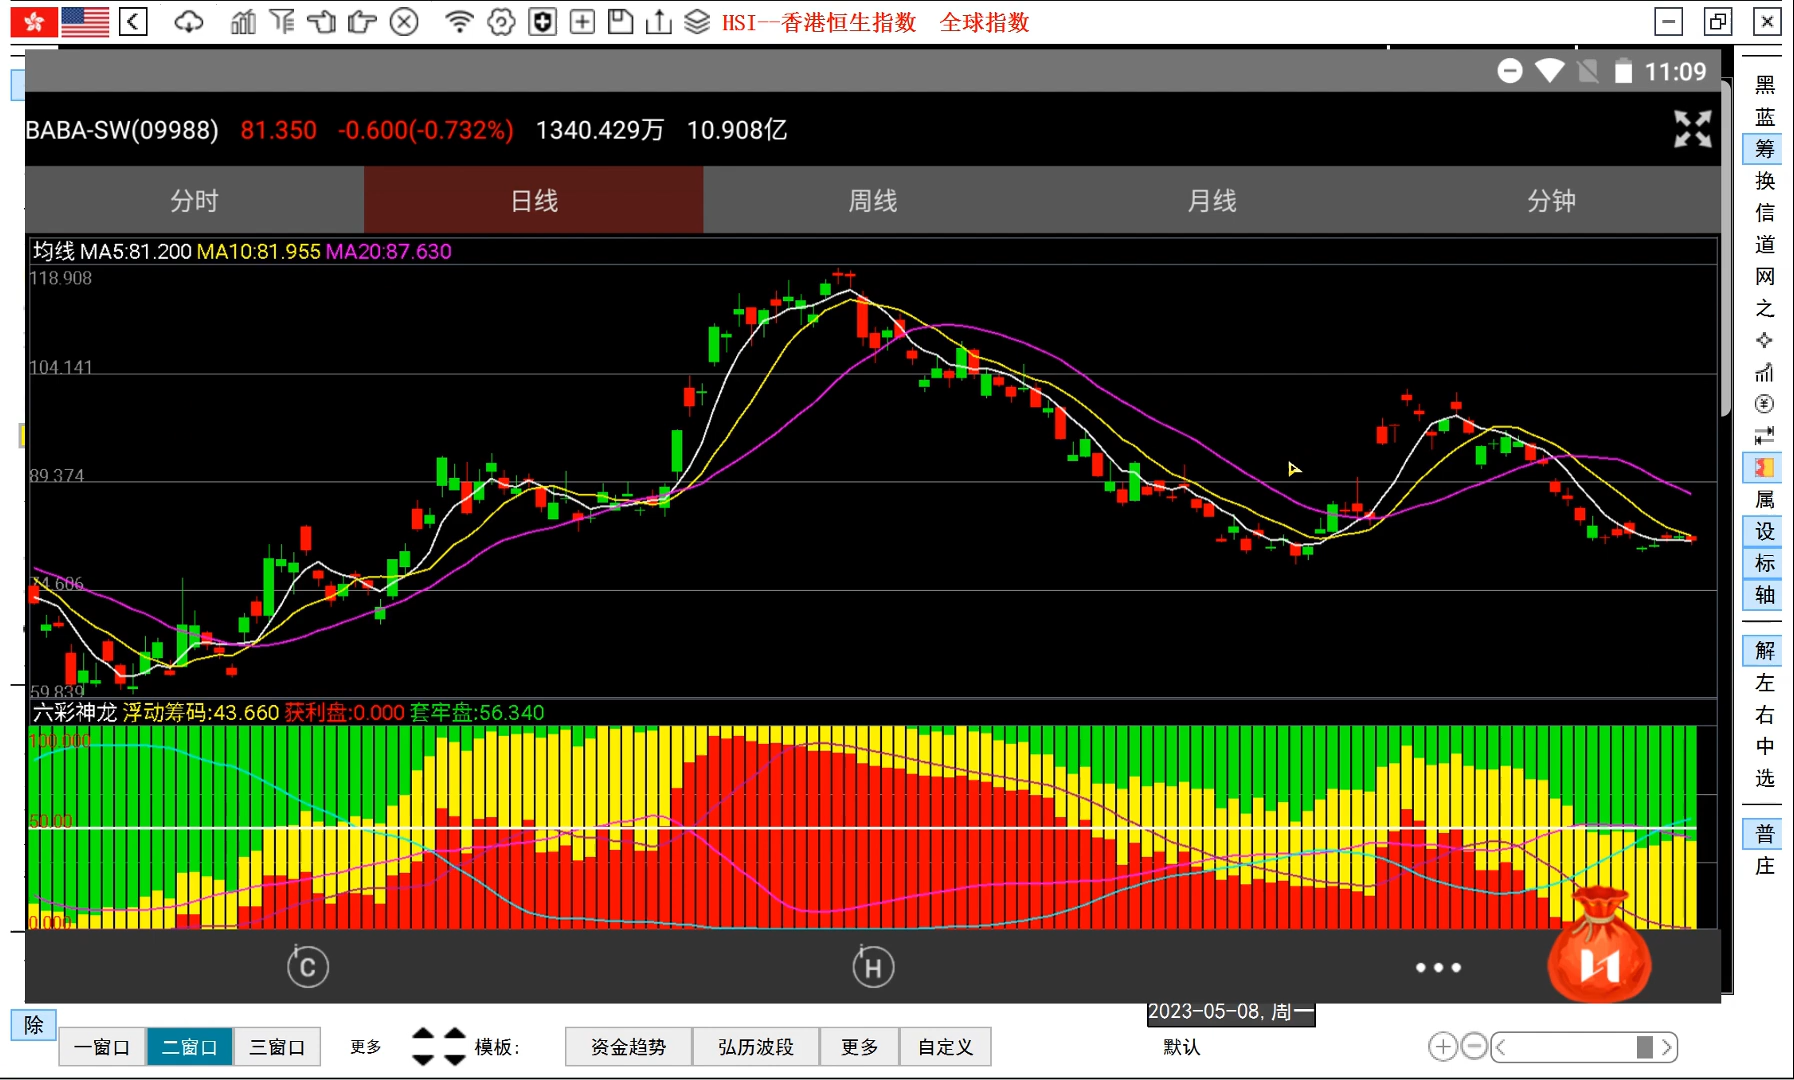 HSI--香港恒生指数 全球指数
11:09
BABA-SW(09988) 81.350 -0.600(-0.732%) 1340.429万 10.908亿
分时 日线 周线 月线 分钟
均线 MA5:81.200 MA10:81.955 MA20:87.630
118.908
104.141
89.374
74.606
59.839
六彩神龙 浮动筹码:43.660 获利盘:0.000 套牢盘:56.340
100.000
50.00
0.000
C
H
黑
蓝
筹
换
信
道
网
之
属
设
标
轴
解
左
右
中
选
普
庄
2023-05-08, 周一
除
一窗口 二窗口 三窗口 更多 模板: 资金趋势 弘历波段 更多 自定义 默认